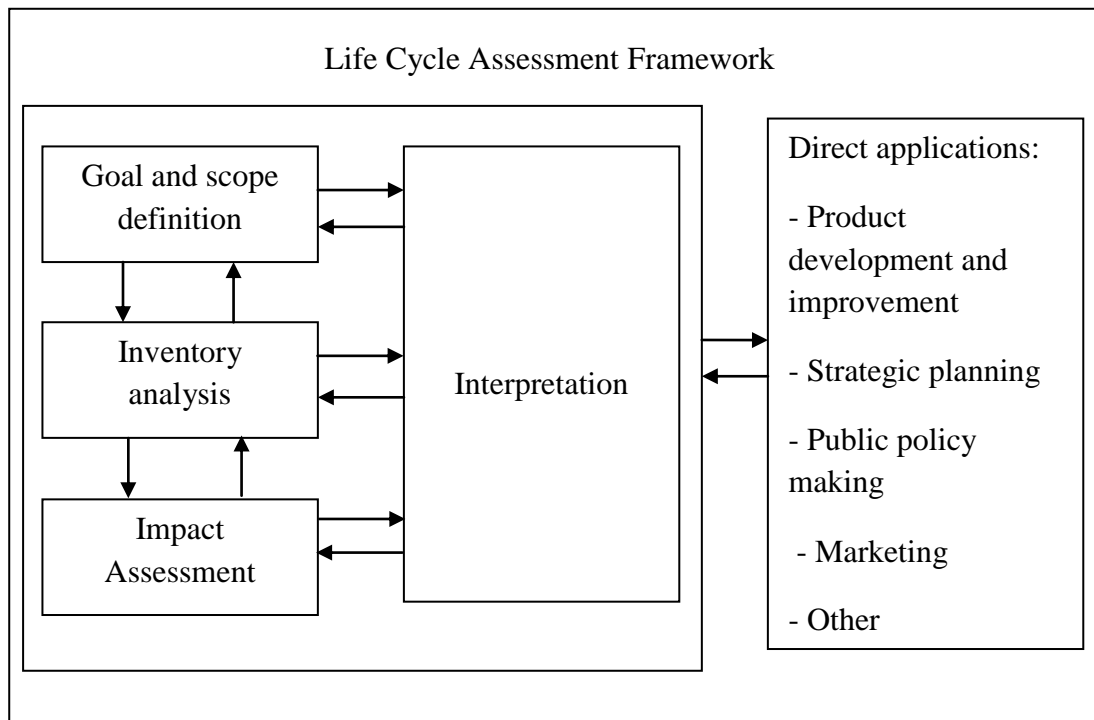 Life Cycle Assessment Framework
Goal and scope
definition
Inventory
analysis
Impact
Assessment
Interpretation
Direct applications:
- Product
development and
improvement
- Strategic planning
- Public policy
making
- Marketing
- Other